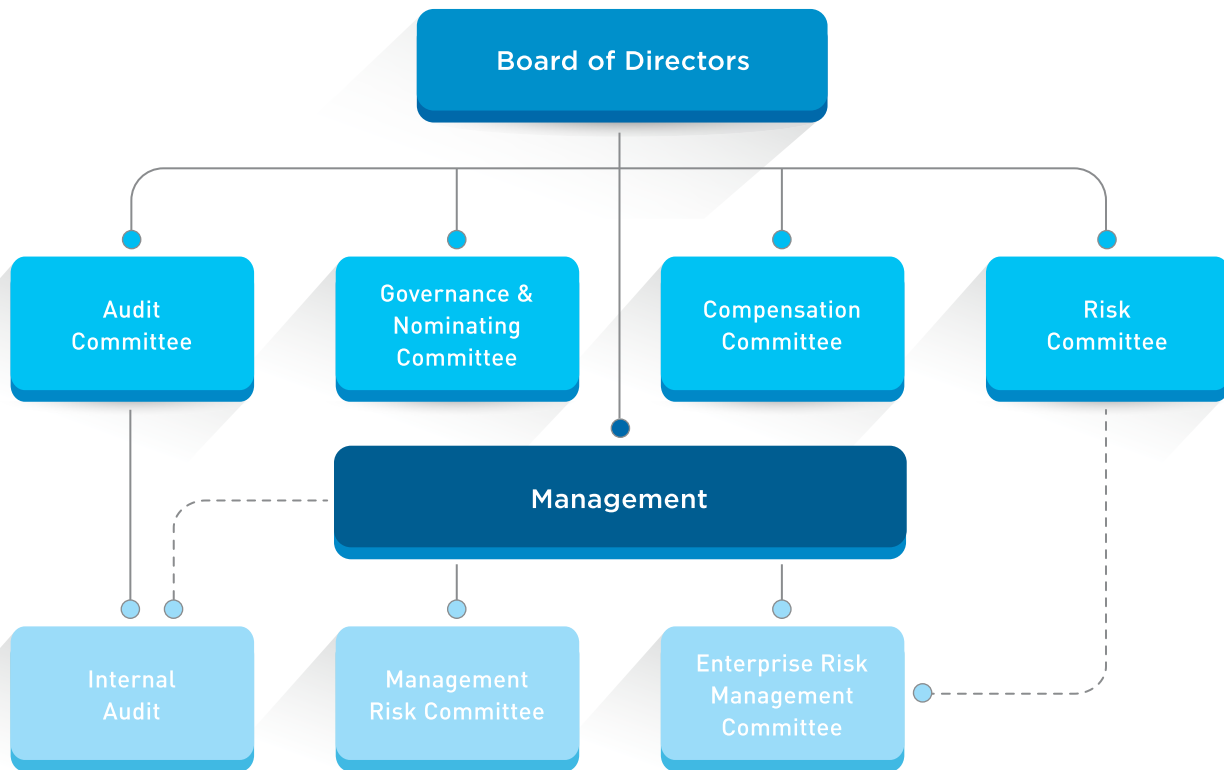 Board of Directors
Audit
Committee
Governance &
Nominating
Committee
Compensation
Committee
Risk
Committee
Management
Internal
Audit
Management
Risk Committee
Enterprise Risk
Management
Committee